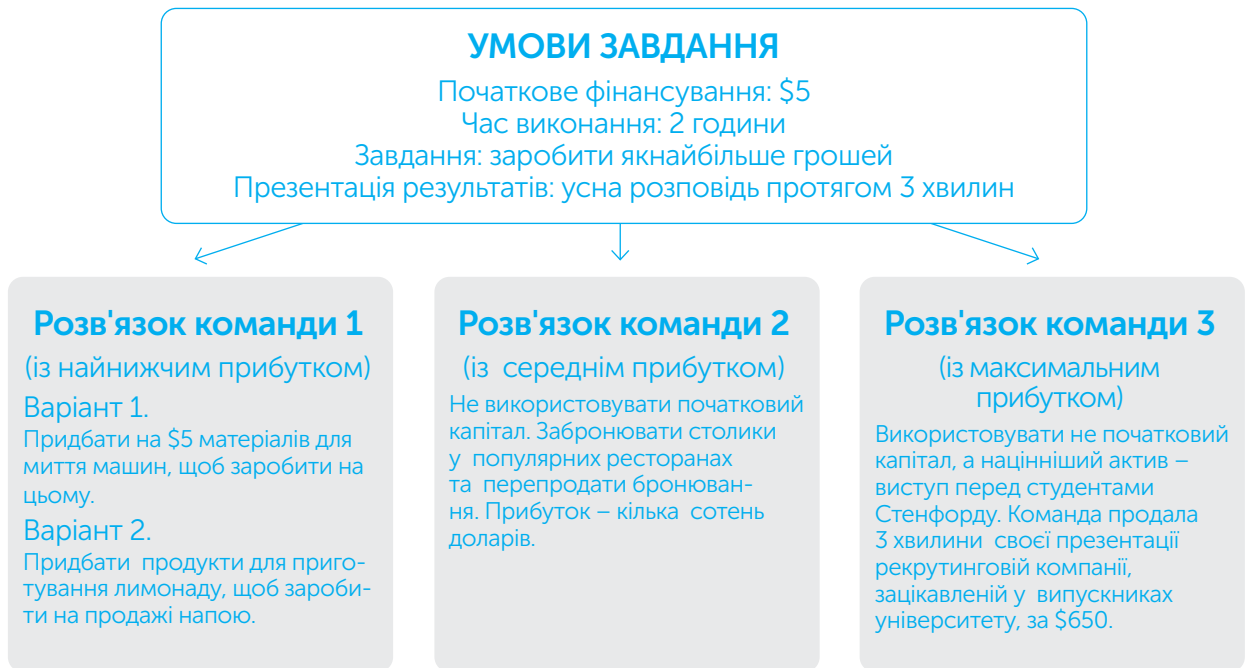 УМОВИ ЗАВДАННЯ
Початкове фінансування: $5
Час виконання: 2 години
Завдання: заробити якнайбільше грошей
Презентація результатів: усна розповідь протягом 3 хвилин
Розв'язок команди 1
(із найнижчим прибутком)
Варіант 1.
Придбати на $5 матеріалів для
миття машин, щоб заробити на
цьому.
Варіант 2.
Придбати продукти для приго-
тування лимонаду, щоб зароби-
ти на продажі напою.
Розв'язок команди 2
(із середнім прибутком)
Не використовувати початковий
капітал. Забронювати столики
у популярних ресторанах
та перепродати бронюван-
ня. Прибуток – кілька сотень
доларів.
Розв'язок команди 3
(із максимальним
прибутком)
Використовувати не початковий
капітал, а націнніший актив –
виступ перед студентами
Стенфорду. Команда продала
3 хвилини своєї презентації
рекрутинговій компанії,
зацікавленій у випускниках
університету, за $650.